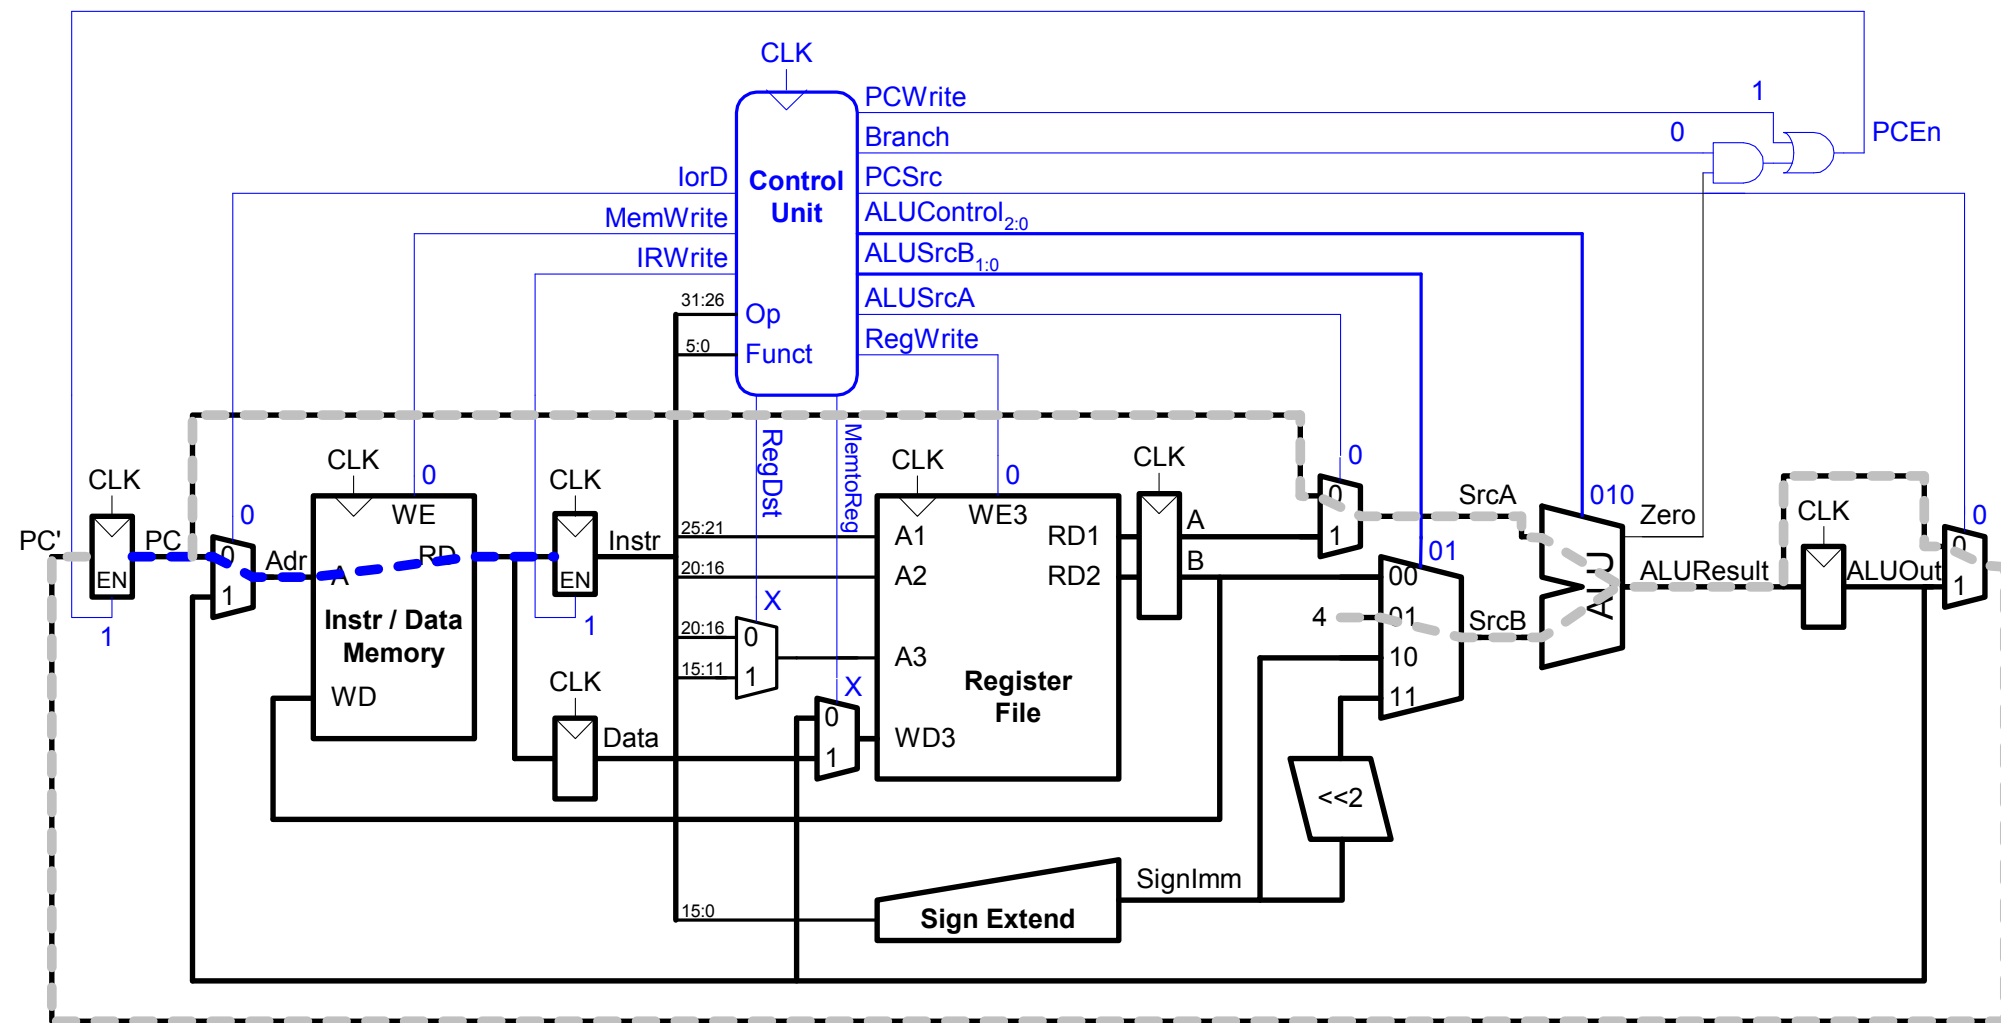 CLK
PCWrite 1
Branch 0 PCEn
IorD Control PCSrc
Unit
MemWrite ALUControl2:0
IRWrite ALUSrcB1:0
31:26 Op ALUSrcA
5:0 Funct RegWrite
RegDst MemtoReg
CLK CLK CLK CLK CLK CLK
0 0 0 0 0
PC' PC EN 0 1 Adr
1
WE A RD
Instr / Data
Memory
WD
EN Instr
1
CLK
Data
25:21 A1 WE3 RD1 A
20:16 A2 RD2 B
X
20:16 0
15:11 1 A3
X
0
1 WD3
Register
File
0
1
SrcA
01
00
4 01 SrcB
10
11
010
Zero
ALU
ALUResult
CLK
ALUOut
0
0
1
<<2
SignImm
15:0 Sign Extend